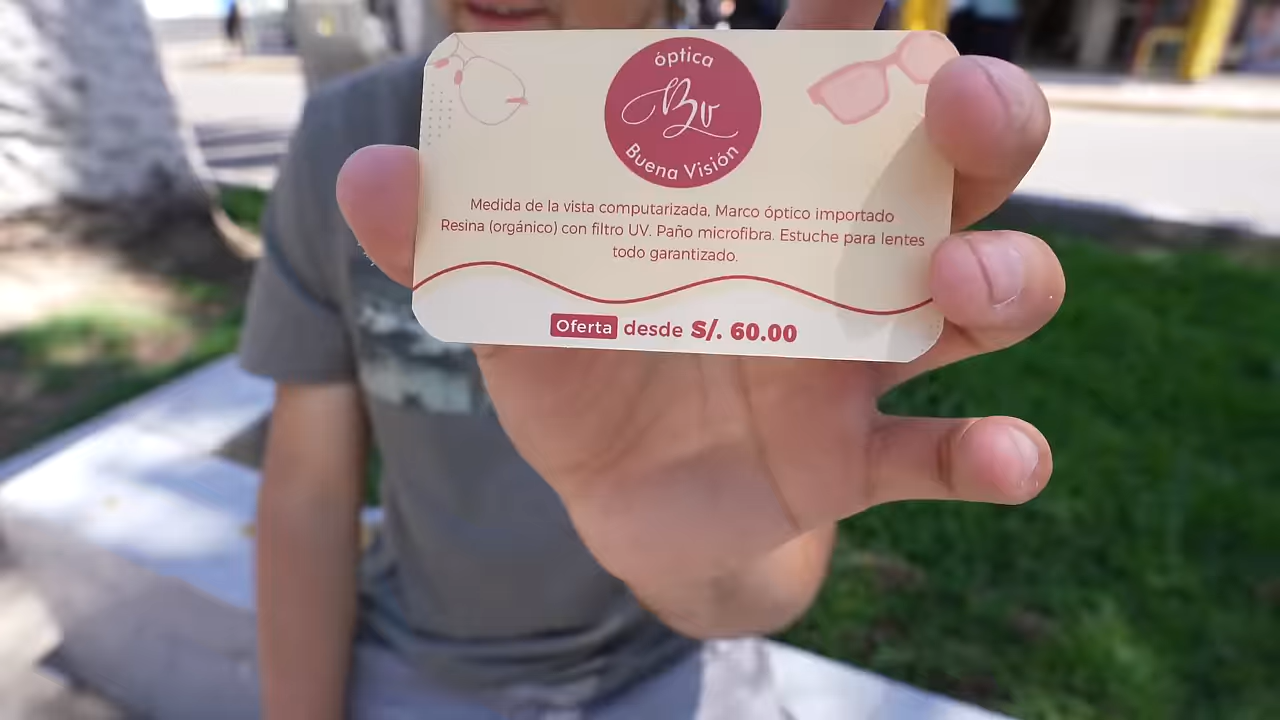 óptica
Bv
Buena Visión
Medida de la vista computarizada, Marco óptico importado
Resina (orgánico) con filtro UV. Paño microfibra. Estuche para lentes
todo garantizado.
Oferta desde S/. 60.00